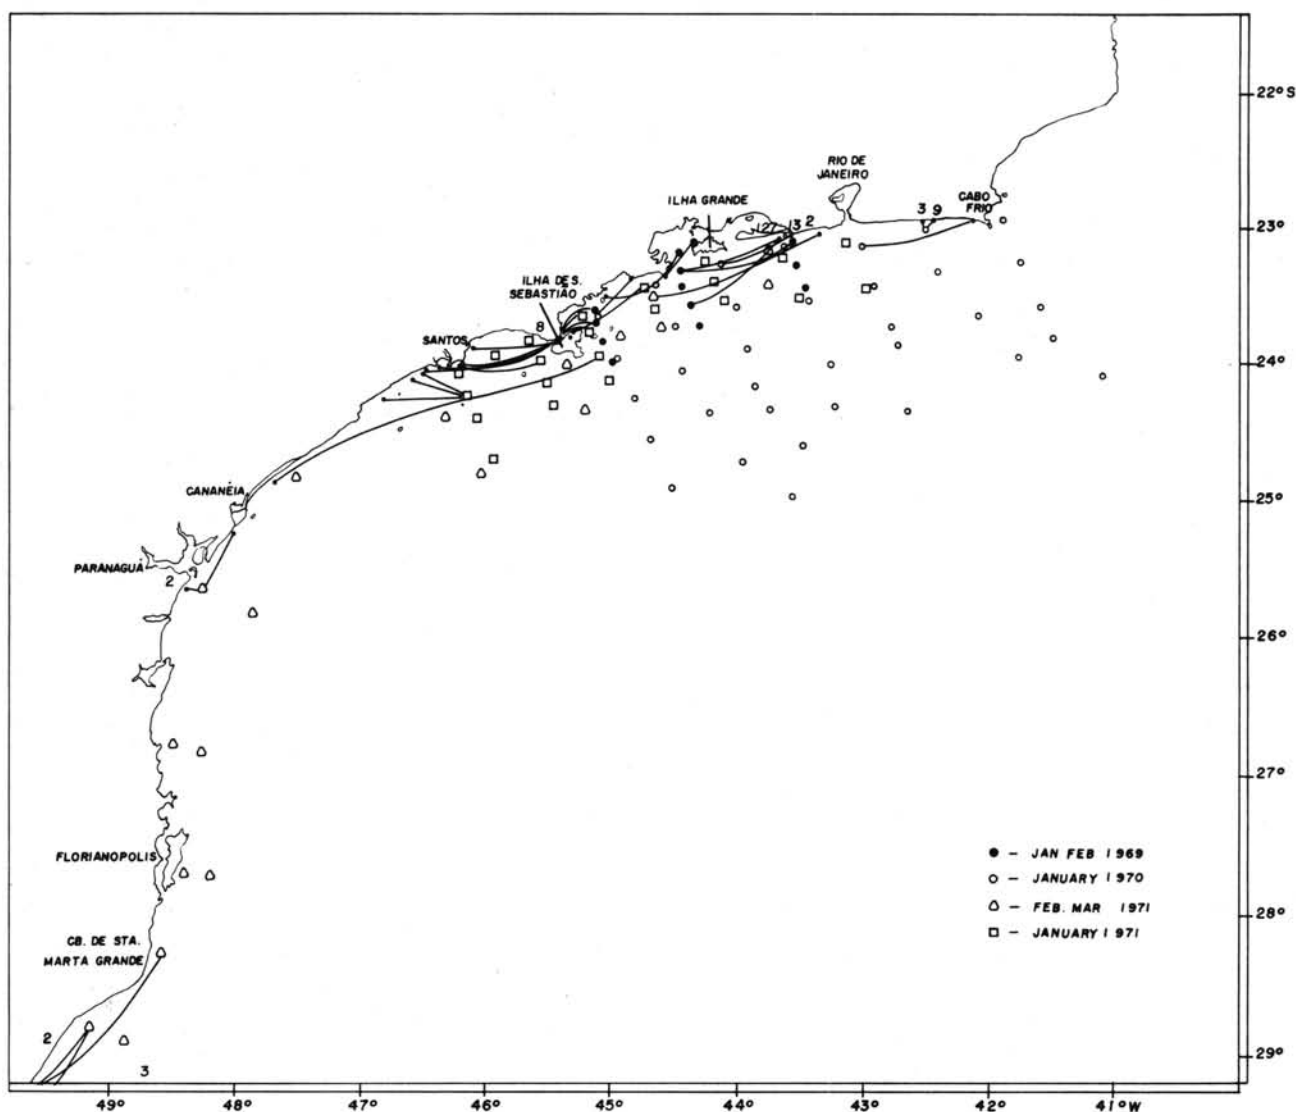 22°S
RIO DE
JANEIRO
ILHA GRANDE
CABO
FRIO
3 9
2
23°
ILHA DE S.
SEBASTIÃO
8
SANTOS
24°
CANANÉIA
25°
PARANAGUÁ
2
26°
27°
FLORIANOPOLIS
● – JAN FEB 1969
○ – JANUARY 1970
– FEB. MAR 1971
□ – JANUARY 1971
28°
CB. DE STA.
MARTA GRANDE
2
3
29°
49° 48° 47° 46° 45° 44° 43° 42° 41°W